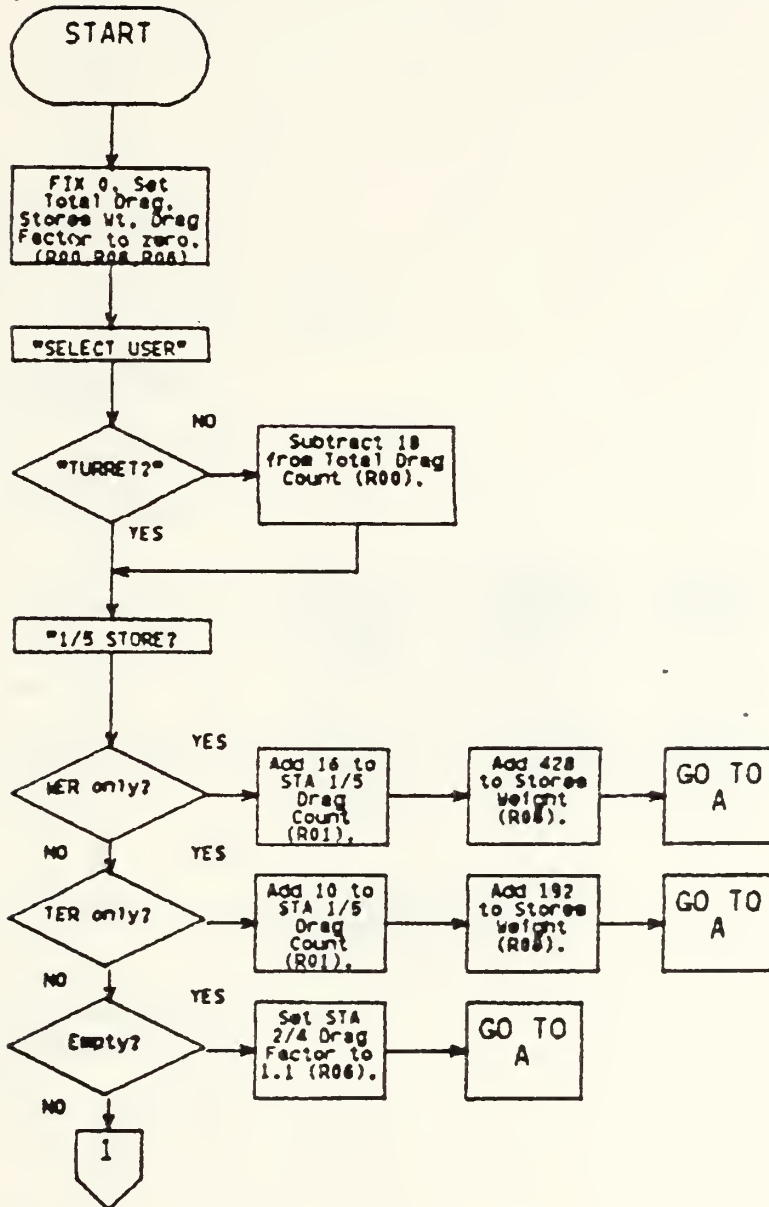 START
FIX 0, Set
Total Drag,
Stores Wt, Drag
Factor to zero.
"SELECT USER"
NO
"TURRET?"
Subtract 18
from Total Drag
Count (R00).
YES
"1/5 STORE?
YES
MER only?
Add 16 to
STA 1/5
Drag
Count
(R01).
Add 428
to Stores
Weight
GO TO
A
NO
YES
TER only?
Add 10 to
STA 1/5
Drag
Count
(R01).
Add 192
to Stores
Weight
GO TO
A
NO
YES
Empty?
Set STA
2/4 Drag
Factor to
1.1 (R06).
GO TO
A
NO
1